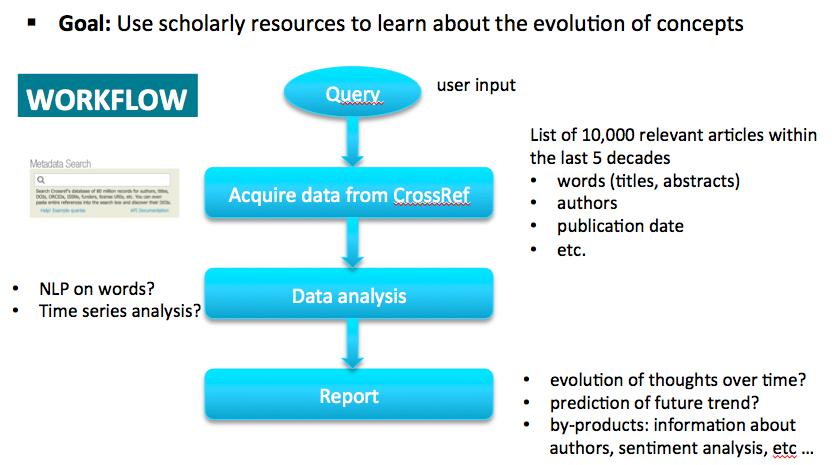 ▪ Goal: Use scholarly resources to learn about the evolution of concepts
WORKFLOW
Query
user input
Metadata Search
Search Crossref's database of 80 million records for authors, titles,
DOIs, ORCIDs, ISSNs, funders, license URIs, etc. You can even
paste entire references into the search box and discover their DOIs.
Help! Example queries
API Documentation
Acquire data from CrossRef
List of 10,000 relevant articles within
the last 5 decades
• words (titles, abstracts)
• authors
• publication date
• etc.
• NLP on words?
• Time series analysis?
Data analysis
Report
• evolution of thoughts over time?
• prediction of future trend?
• by-products: information about
authors, sentiment analysis, etc ...